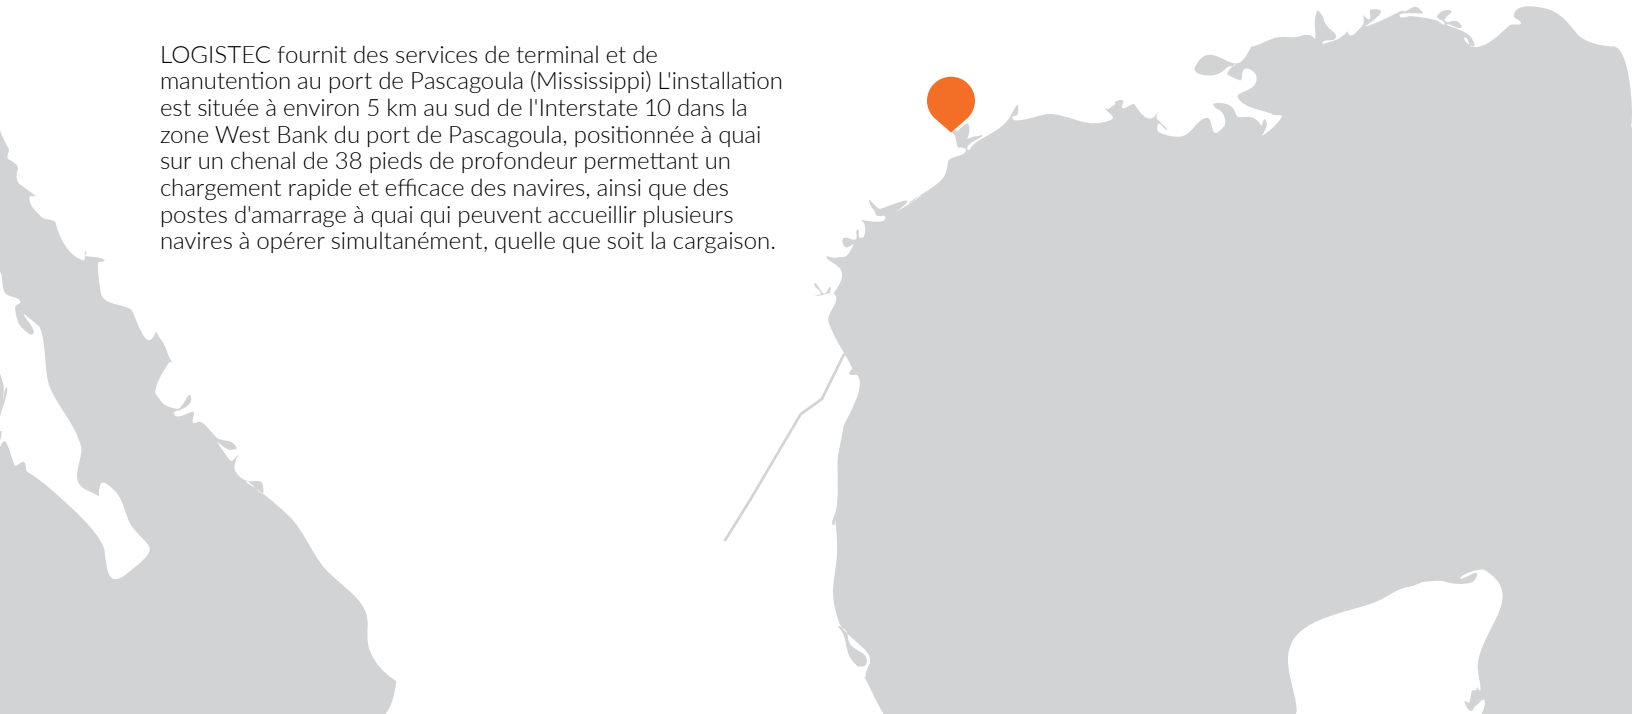 LOGISTEC fournit des services de terminal et de
manutention au port de Pascagoula (Mississippi) L'installation
est située à environ 5 km au sud de l'Interstate 10 dans la
zone West Bank du port de Pascagoula, positionnée à quai
sur un chenal de 38 pieds de profondeur permettant un
chargement rapide et efficace des navires, ainsi que des
postes d'amarrage à quai qui peuvent accueillir plusieurs
navires à opérer simultanément, quelle que soit la cargaison.